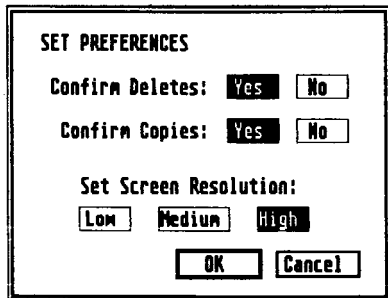 SET PREFERENCES
Confirm Deletes: Yes No
Confirm Copies: Yes No
Set Screen Resolution:
Low Medium High
OK Cancel